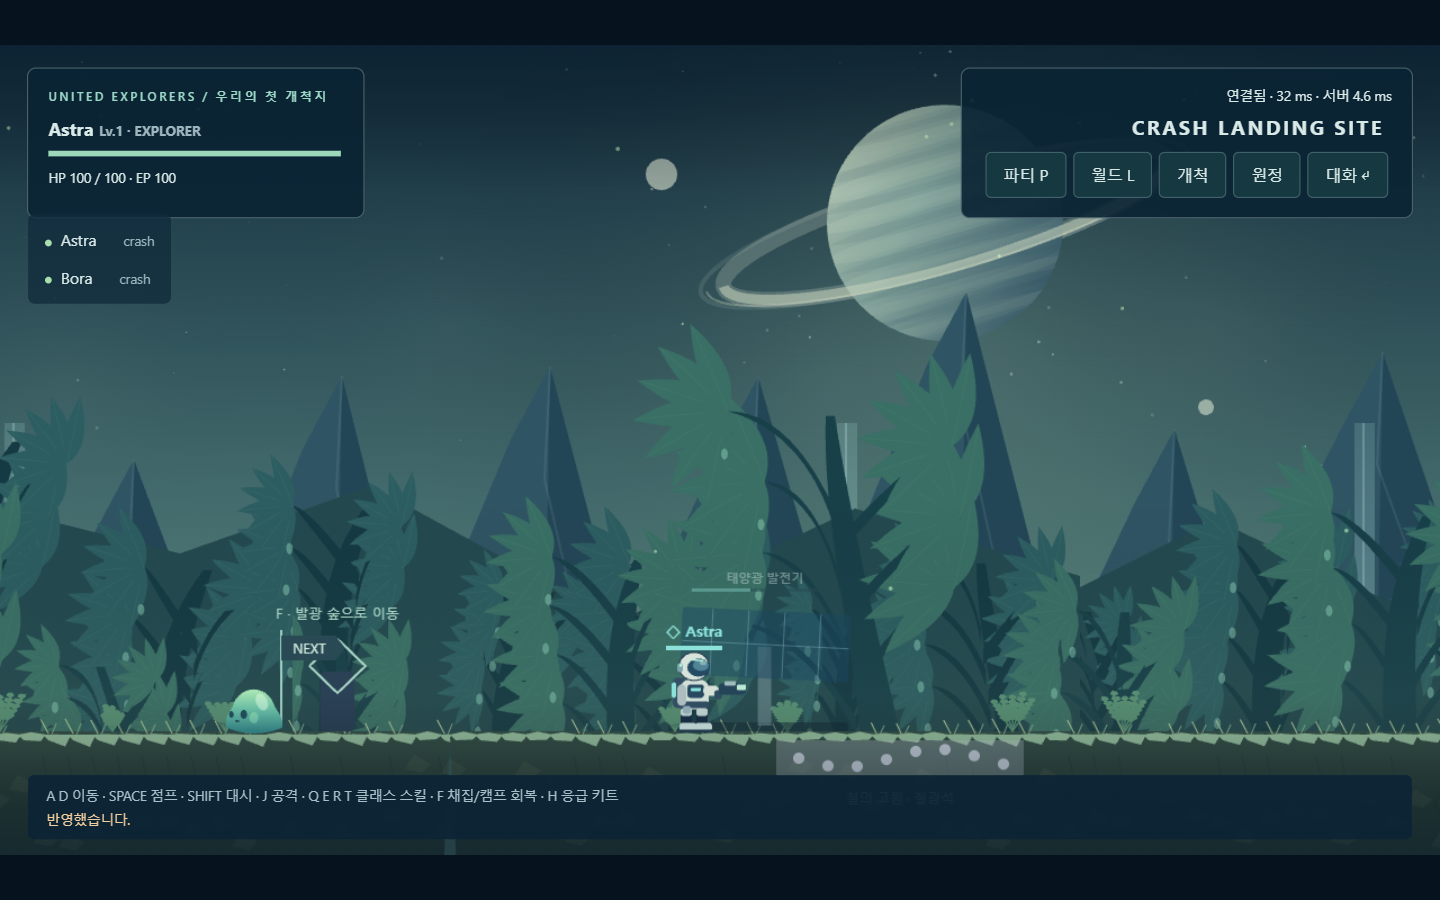 UNITED EXPLORERS / 우리의 첫 개척지
Astra Lv.1 · EXPLORER
HP 100 / 100 · EP 100
Astra crash
Bora crash
연결됨 · 32 ms · 서버 4.6 ms
CRASH LANDING SITE
파티 P 월드 L 개척 원정 대화 ↲
태양광 발전기
F · 발광 숲으로 이동
NEXT
◇ Astra
A D 이동 · SPACE 점프 · SHIFT 대시 · J 공격 · Q E R T 클래스 스킬 · F 채집/캠프 회복 · H 응급 키트
반영했습니다.